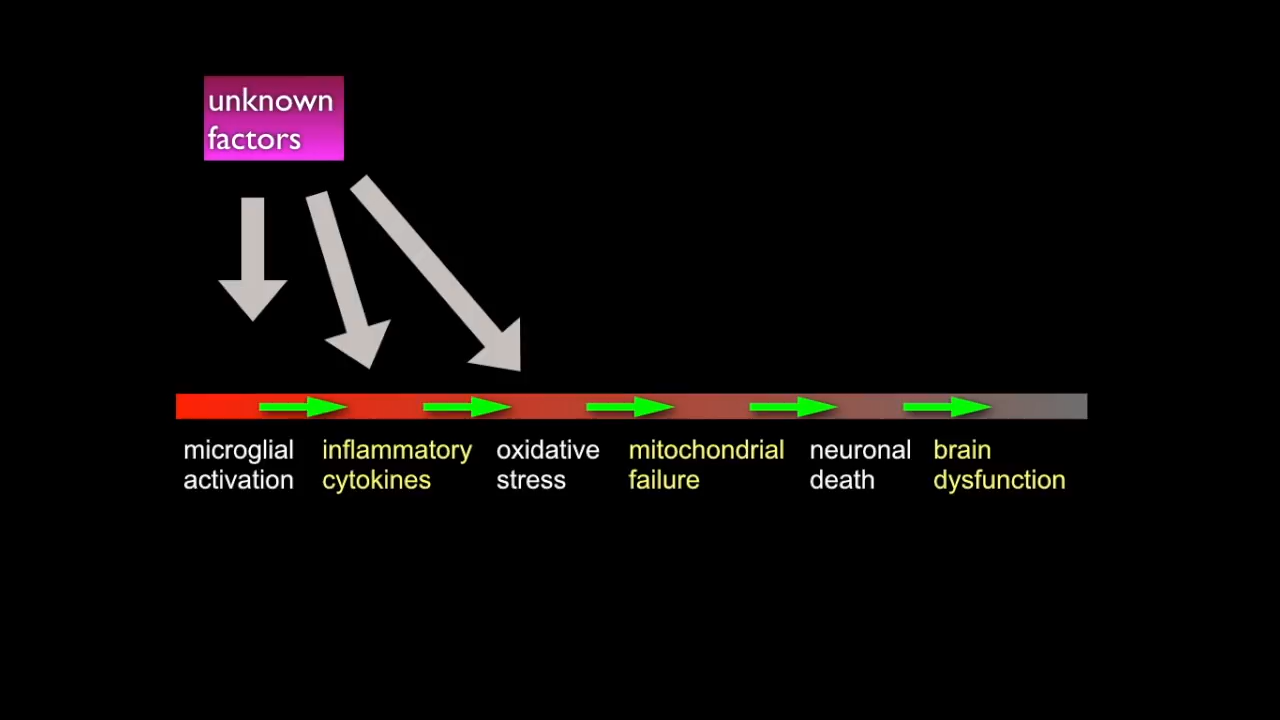 unknown
factors
microglial
activation
inflammatory
cytokines
oxidative
stress
mitochondrial
failure
neuronal
death
brain
dysfunction